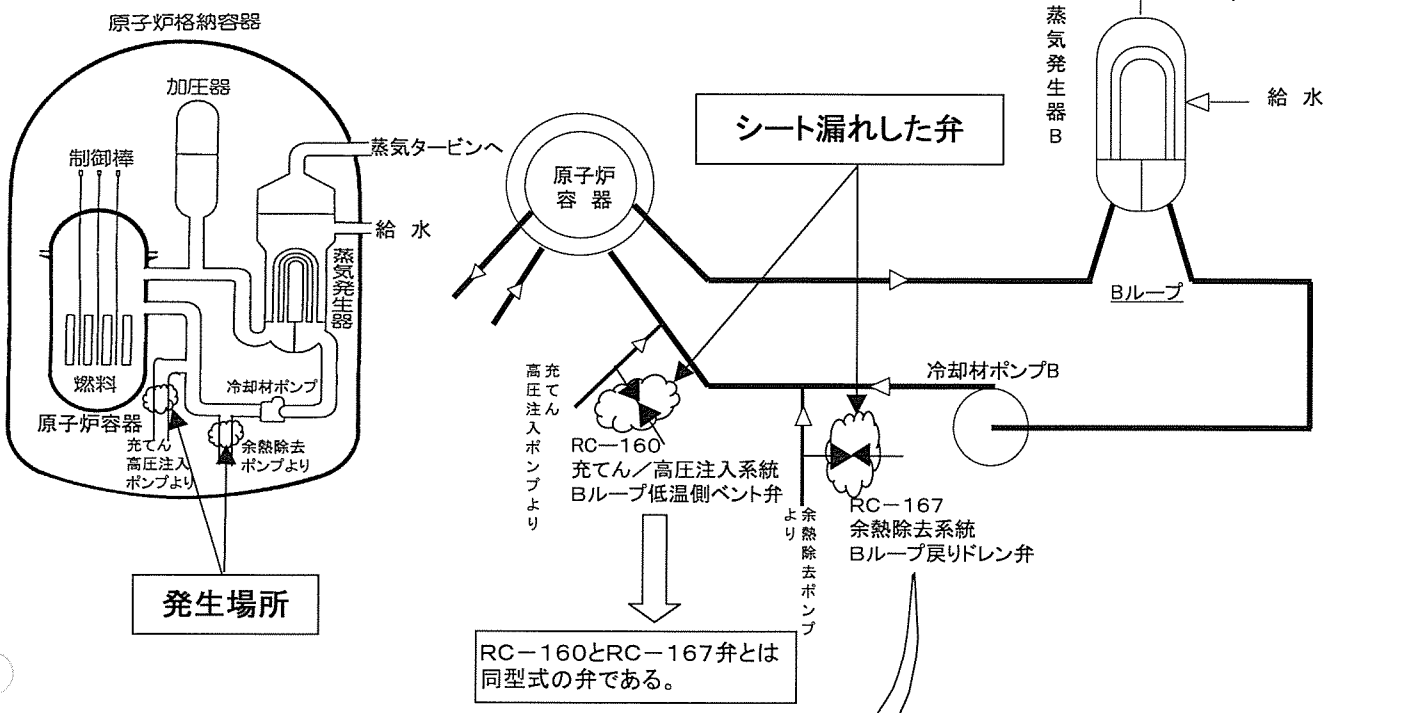 原子炉格納容器
加圧器
制御棒
蒸気タービンへ
給 水
蒸気発生器
燃料
原子炉容器
冷却材ポンプ
充てん
高圧注入
ポンプより
余熱除去
ポンプより
発生場所
シート漏れした弁
原子炉
容 器
蒸気発生器B
給 水
Bループ
冷却材ポンプB
充てん
高圧注入ポンプより
RC−160
充てん／高圧注入系統
Bループ低温側ベント弁
余熱除去ポンプ
より
RC−167
余熱除去系統
Bループ戻りドレン弁
RC−160とRC−167弁とは
同型式の弁である。